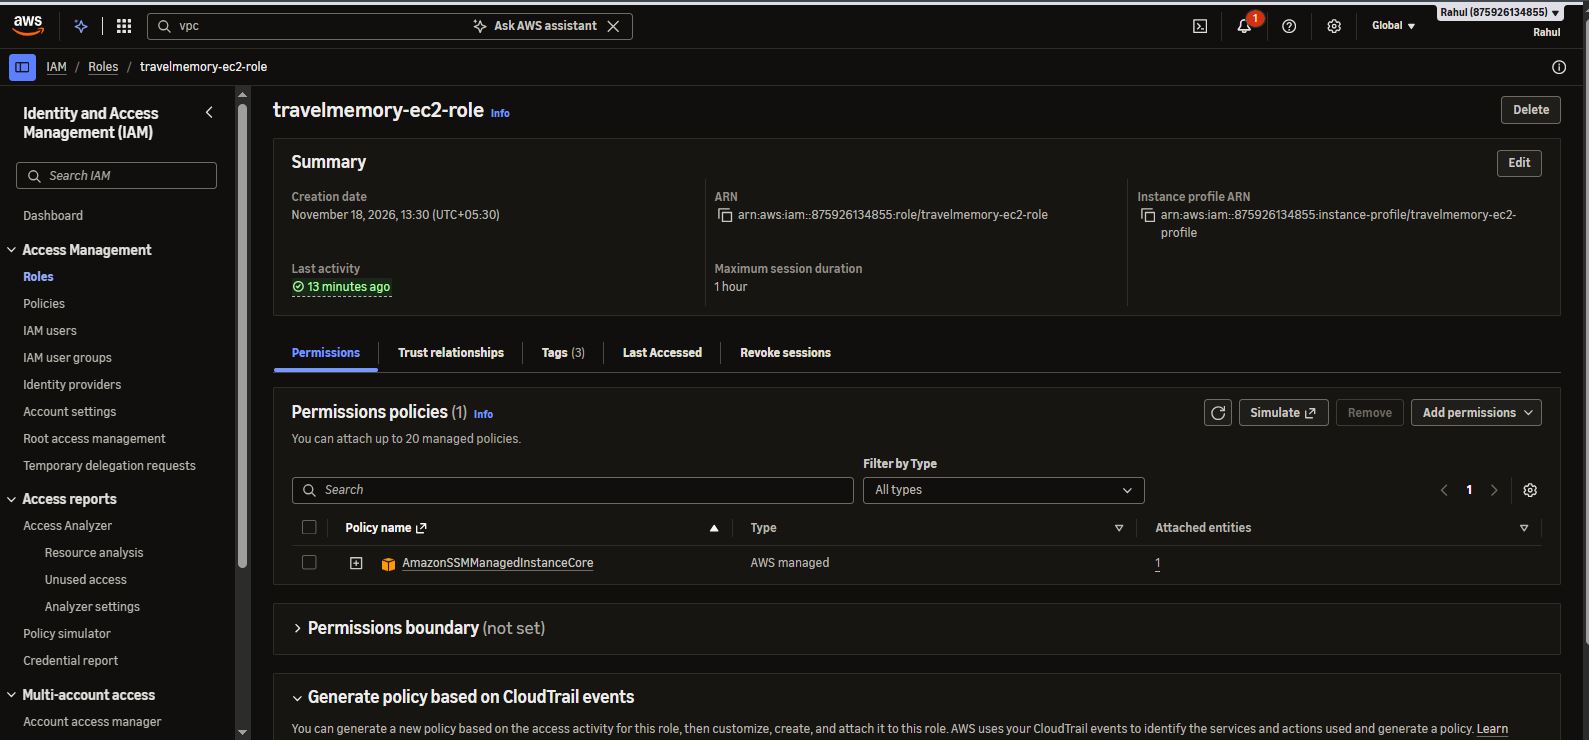 aws
vpc
Ask AWS assistant
1
Global
Rahul (875926134855)
Rahul
IAM / Roles / travelmemory-ec2-role
Identity and Access
Management (IAM)
Search IAM
Dashboard
Access Management
Roles
Policies
IAM users
IAM user groups
Identity providers
Account settings
Root access management
Temporary delegation requests
Access reports
Access Analyzer
Resource analysis
Unused access
Analyzer settings
Policy simulator
Credential report
Multi-account access
Account access manager
travelmemory-ec2-role Info
Delete
Summary
Edit
Creation date
November 18, 2026, 13:30 (UTC+05:30)
ARN
arn:aws:iam::875926134855:role/travelmemory-ec2-role
Instance profile ARN
arn:aws:iam::875926134855:instance-profile/travelmemory-ec2-
profile
Last activity
13 minutes ago
Maximum session duration
1 hour
Permissions
Trust relationships
Tags (3)
Last Accessed
Revoke sessions
Permissions policies (1) Info
You can attach up to 20 managed policies.
Simulate
Remove
Add permissions
Filter by Type
Search
All types
1
Policy name
Type
Attached entities
AmazonSSMManagedInstanceCore
AWS managed
1
Permissions boundary (not set)
Generate policy based on CloudTrail events
You can generate a new policy based on the access activity for this role, then customize, create, and attach it to this role. AWS uses your CloudTrail events to identify the services and actions used and generate a policy. Learn